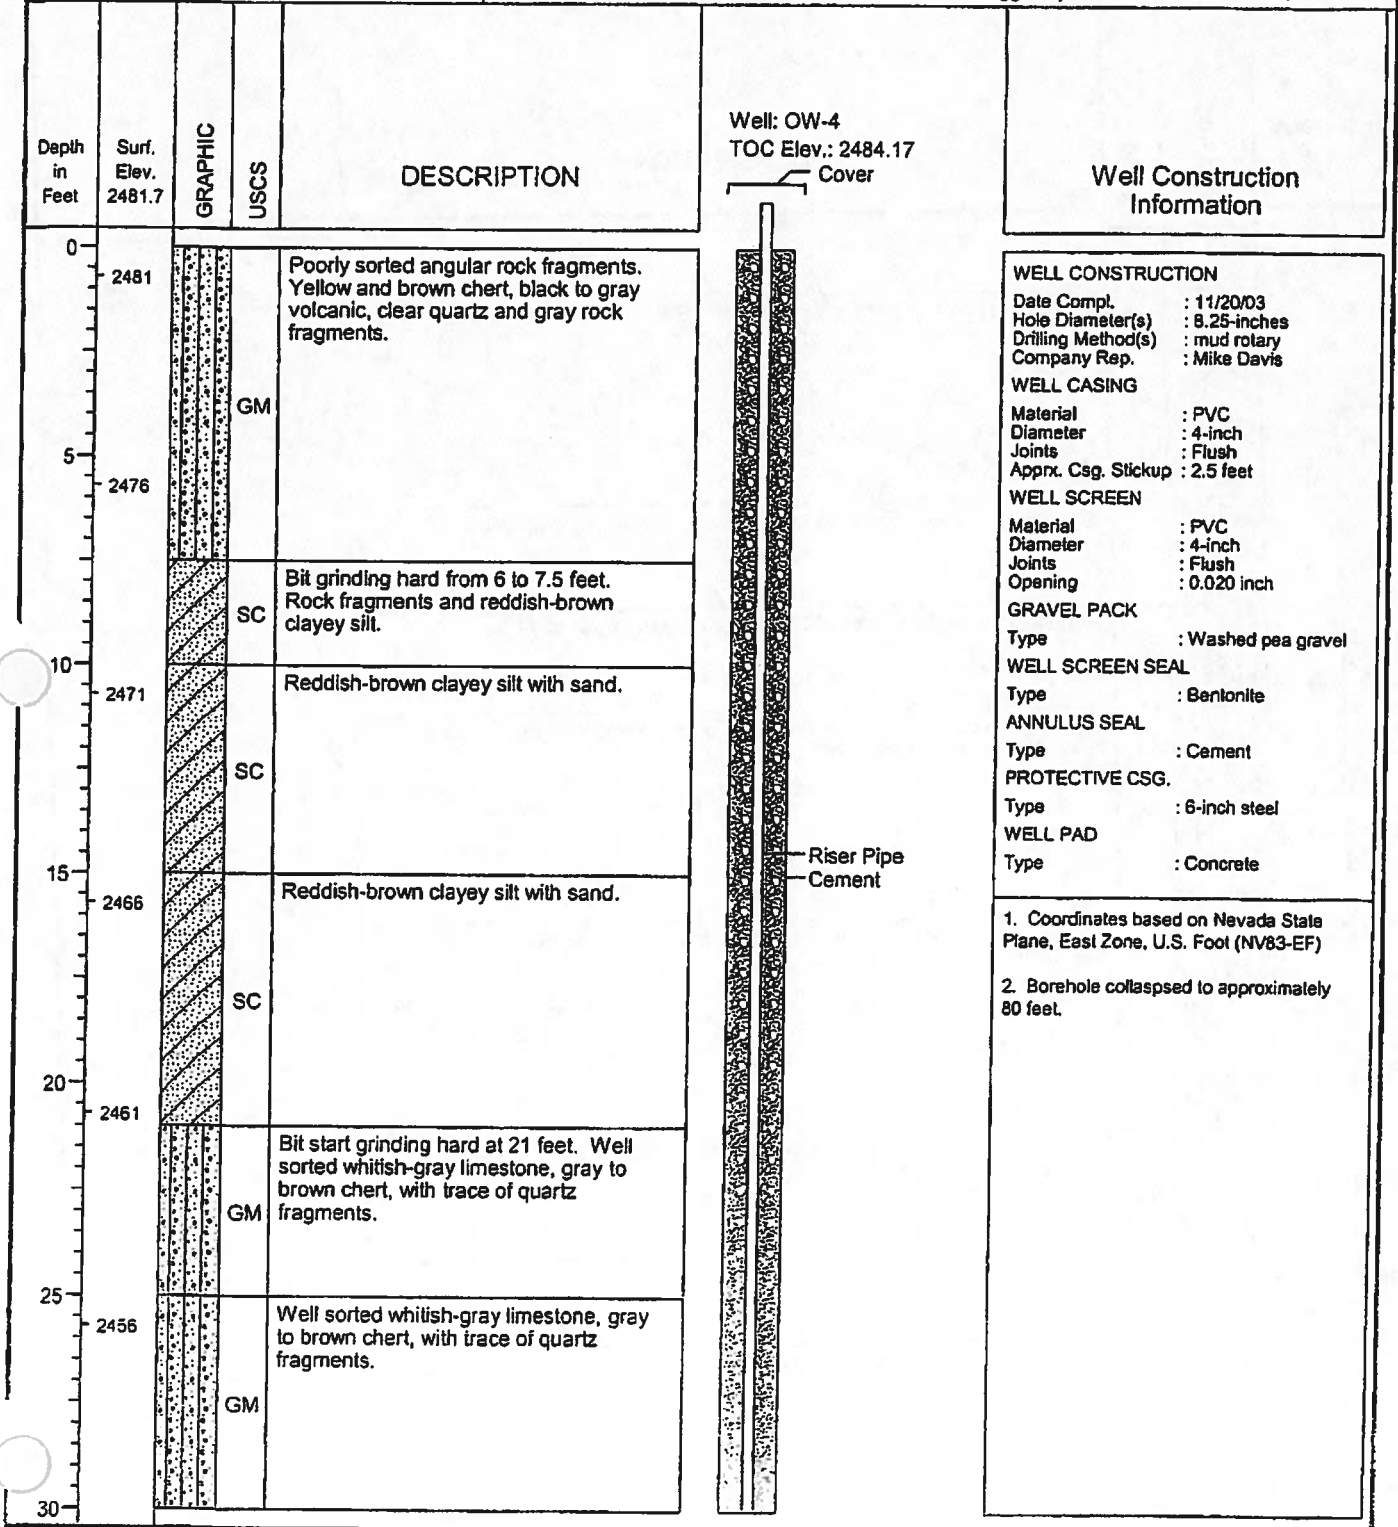 Depth
in
Feet
Surf.
Elev.
2481.7
GRAPHIC
USCS
DESCRIPTION
Well: OW-4
TOC Elev.: 2484.17
Cover
Well Construction
Information
0
2481
5
2476
10
2471
15
2466
20
2461
25
2456
30
GM
Poorly sorted angular rock fragments.
Yellow and brown chert, black to gray
volcanic, clear quartz and gray rock
fragments.
SC
Bit grinding hard from 6 to 7.5 feet.
Rock fragments and reddish-brown
clayey silt.
SC
Reddish-brown clayey silt with sand.
SC
Reddish-brown clayey silt with sand.
GM
Bit start grinding hard at 21 feet. Well
sorted whitish-gray limestone, gray to
brown chert, with trace of quartz
fragments.
GM
Well sorted whitish-gray limestone, gray
to brown chert, with trace of quartz
fragments.
Riser Pipe
Cement
WELL CONSTRUCTION
Date Compl. : 11/20/03
Hole Diameter(s) : 8.25-inches
Drilling Method(s) : mud rotary
Company Rep. : Mike Davis
WELL CASING
Material : PVC
Diameter : 4-inch
Joints : Flush
Apprx. Csg. Stickup : 2.5 feet
WELL SCREEN
Material : PVC
Diameter : 4-inch
Joints : Flush
Opening : 0.020 inch
GRAVEL PACK
Type : Washed pea gravel
WELL SCREEN SEAL
Type : Bentonite
ANNULUS SEAL
Type : Cement
PROTECTIVE CSG.
Type : 6-inch steel
WELL PAD
Type : Concrete
1. Coordinates based on Nevada State
Plane, East Zone, U.S. Foot (NV83-EF)
2. Borehole collaspsed to approximately
80 feet.